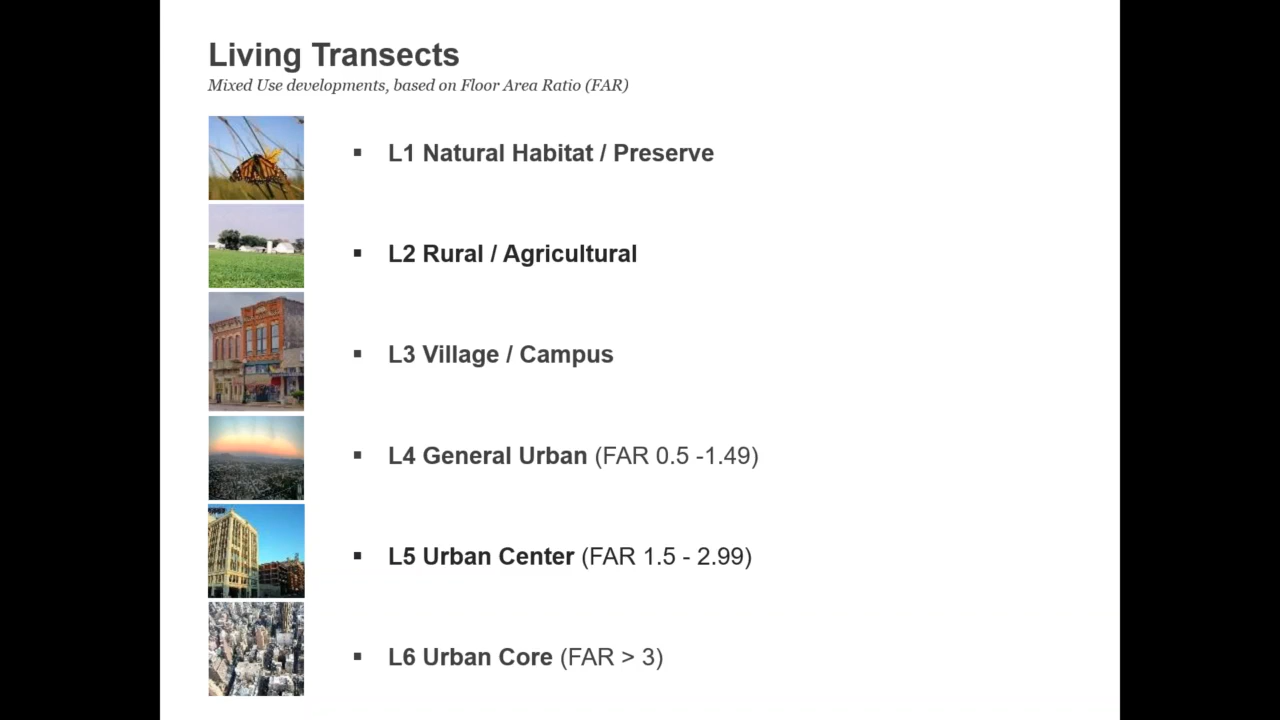 Living Transects
Mixed Use developments, based on Floor Area Ratio (FAR)
▪ L1 Natural Habitat / Preserve
▪ L2 Rural / Agricultural
▪ L3 Village / Campus
▪ L4 General Urban (FAR 0.5 -1.49)
▪ L5 Urban Center (FAR 1.5 - 2.99)
▪ L6 Urban Core (FAR > 3)